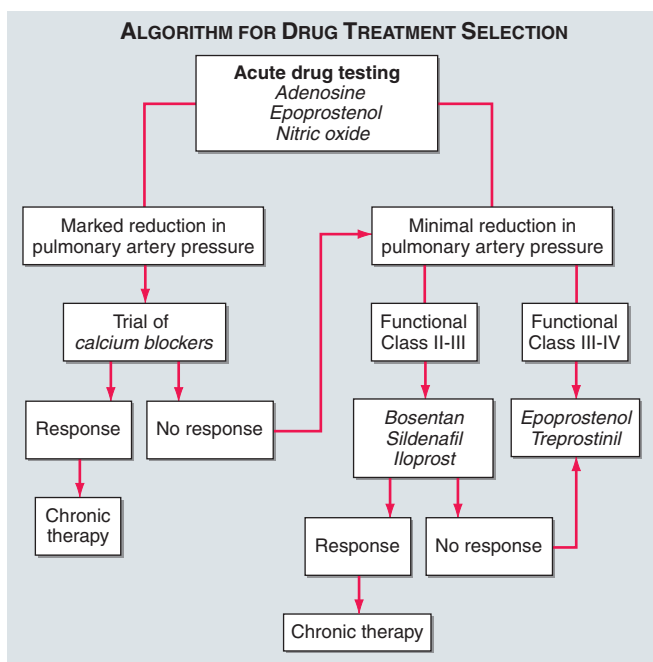 ALGORITHM FOR DRUG TREATMENT SELECTION
Acute drug testing
Adenosine
Epoprostenol
Nitric oxide
Marked reduction in
pulmonary artery pressure
Minimal reduction in
pulmonary artery pressure
Trial of
calcium blockers
Functional
Class II-III
Functional
Class III-IV
Response
No response
Bosentan
Sildenafil
Iloprost
Epoprostenol
Treprostinil
Chronic
therapy
Response
No response
Chronic therapy